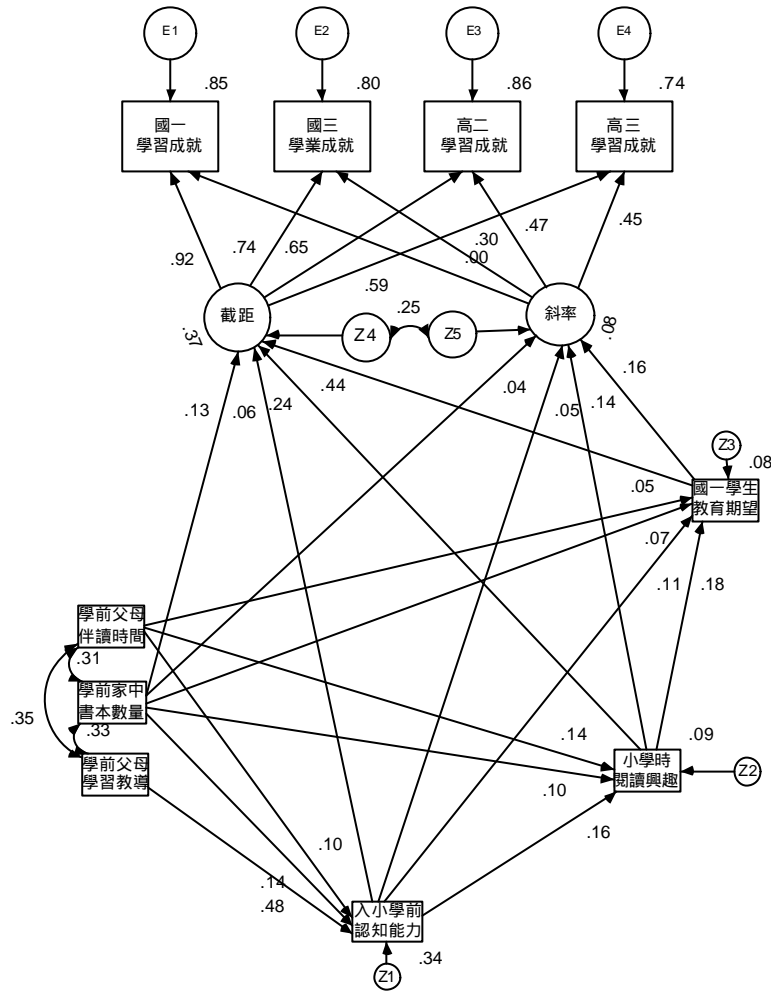 E1
E2
E3
E4
.85
.80
.86
.74
國一
學習成就
國三
學業成就
高二
學習成就
高三
學習成就
.92
.74
.65
.59
.30
.00
.47
.45
截距
.37
Z4
.25
Z5
斜率
.08
.13
.06
.24
.44
.04
.05
.14
.16
Z3
.08
國一學生
教育期望
.05
.07
.11
.18
學前父母
伴讀時間
.31
學前家中
書本數量
.35
.33
學前父母
學習教導
.14
.09
小學時
閱讀興趣
Z2
.10
.16
.10
.14
.48
入小學前
認知能力
.34
Z1